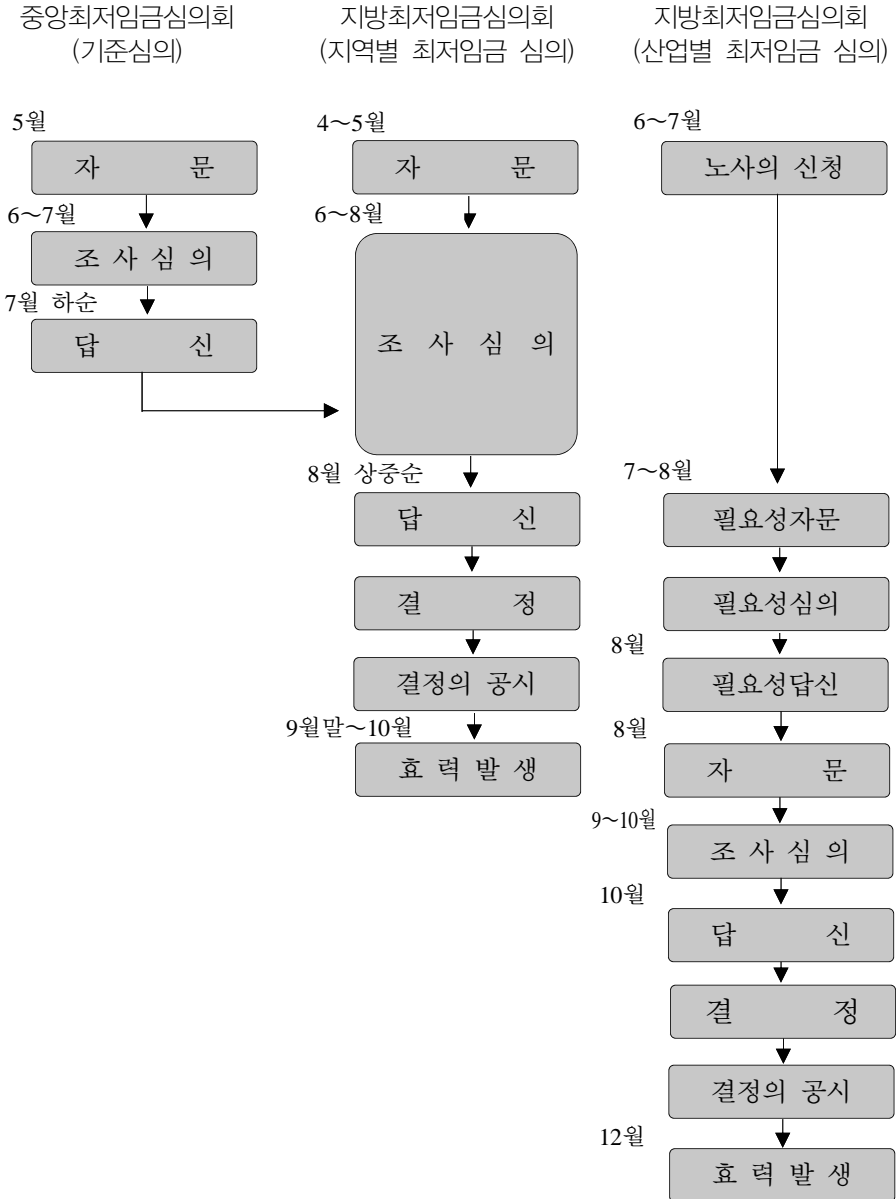 중앙최저임금심의회
(기준심의)
5월
자 문
6～7월
조 사 심 의
7월 하순
답 신
지방최저임금심의회
(지역별 최저임금 심의)
4～5월
자 문
6～8월
조 사 심 의
8월 상중순
답 신
결 정
결정의 공시
9월말～10월
효 력 발 생
지방최저임금심의회
(산업별 최저임금 심의)
6～7월
노사의 신청
7～8월
필요성자문
필요성심의
8월
필요성답신
8월
자 문
9～10월
조 사 심 의
10월
답 신
결 정
결정의 공시
12월
효 력 발 생